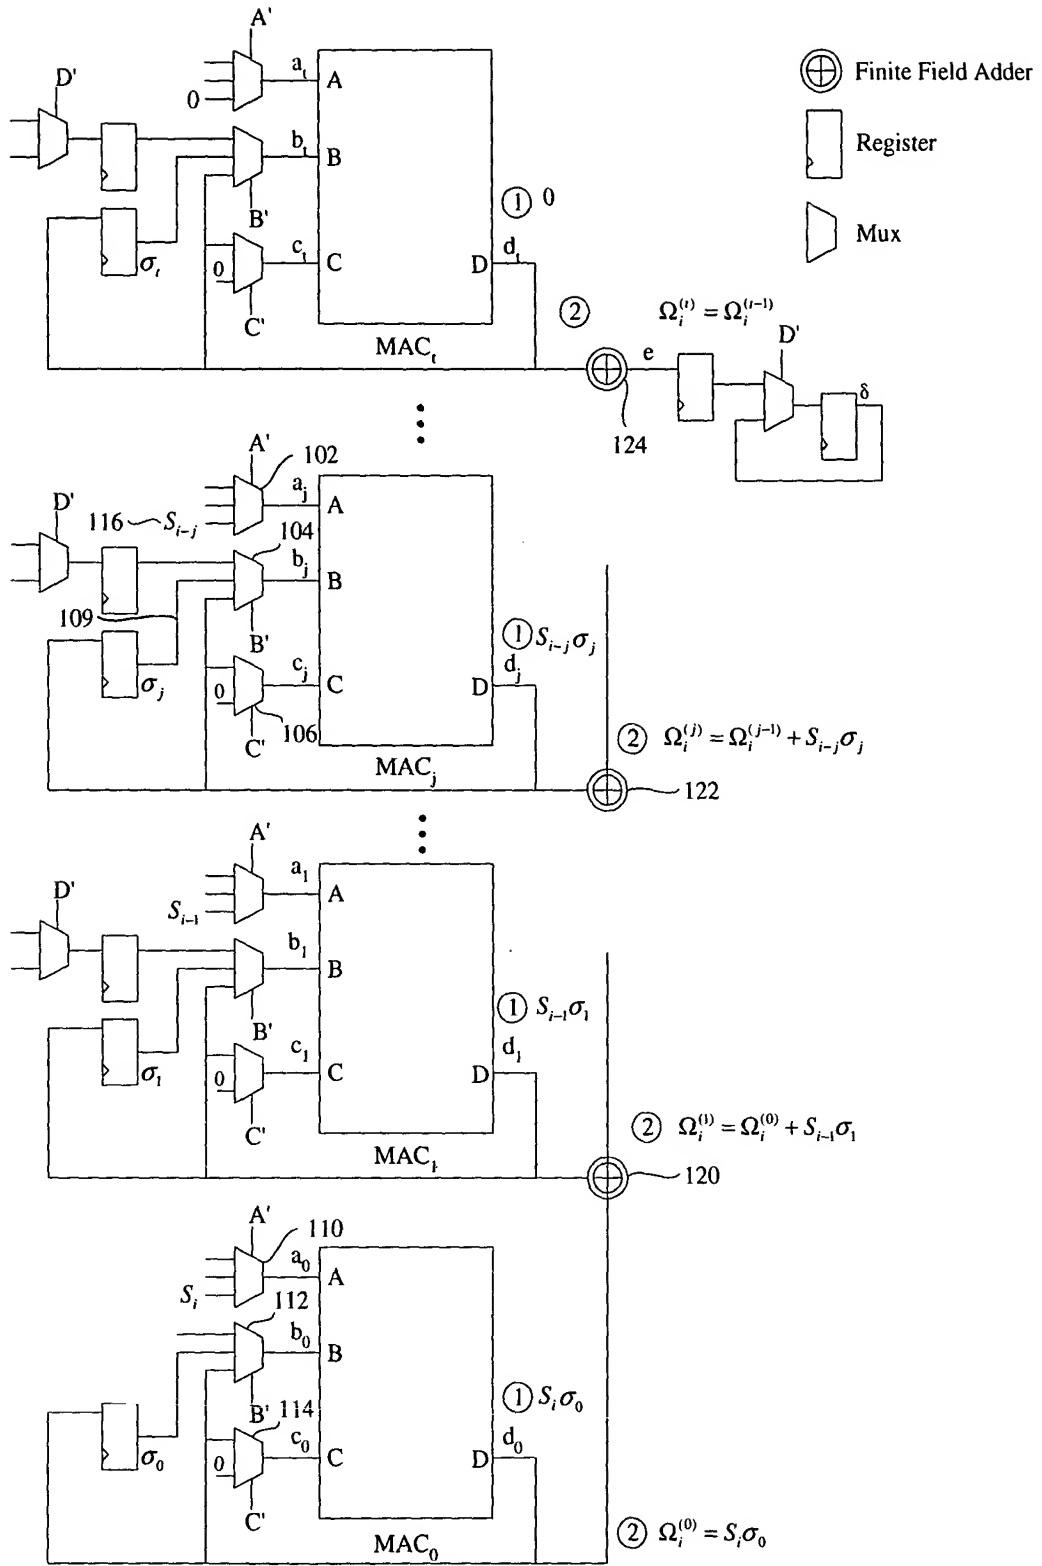 A'
a_t
A
Finite Field Adder
D'
0
b_t
B
Register
① 0
B'
Mux
σ_t
c_t
C
D
d_t
0
C'
②
Ω_i^(t) = Ω_i^(t-1)
MAC_t
e
D'
δ
124
A'
102
a_j
A
D'
116
S_{i-j}
104
b_j
B
109
① S_{i-j}σ_j
B'
σ_j
c_j
C
D
d_j
0
106
C'
② Ω_i^(j) = Ω_i^(j-1) + S_{i-j}σ_j
MAC_j
122
A'
a_1
A
D'
S_{i-1}
b_1
B
① S_{i-1}σ_1
B'
σ_1
c_1
C
D
d_1
0
C'
② Ω_i^(1) = Ω_i^(0) + S_{i-1}σ_1
MAC_1
120
A'
110
a_0
A
S_i
112
b_0
B
① S_iσ_0
B'
114
σ_0
c_0
C
D
d_0
0
C'
② Ω_i^(0) = S_iσ_0
MAC_0